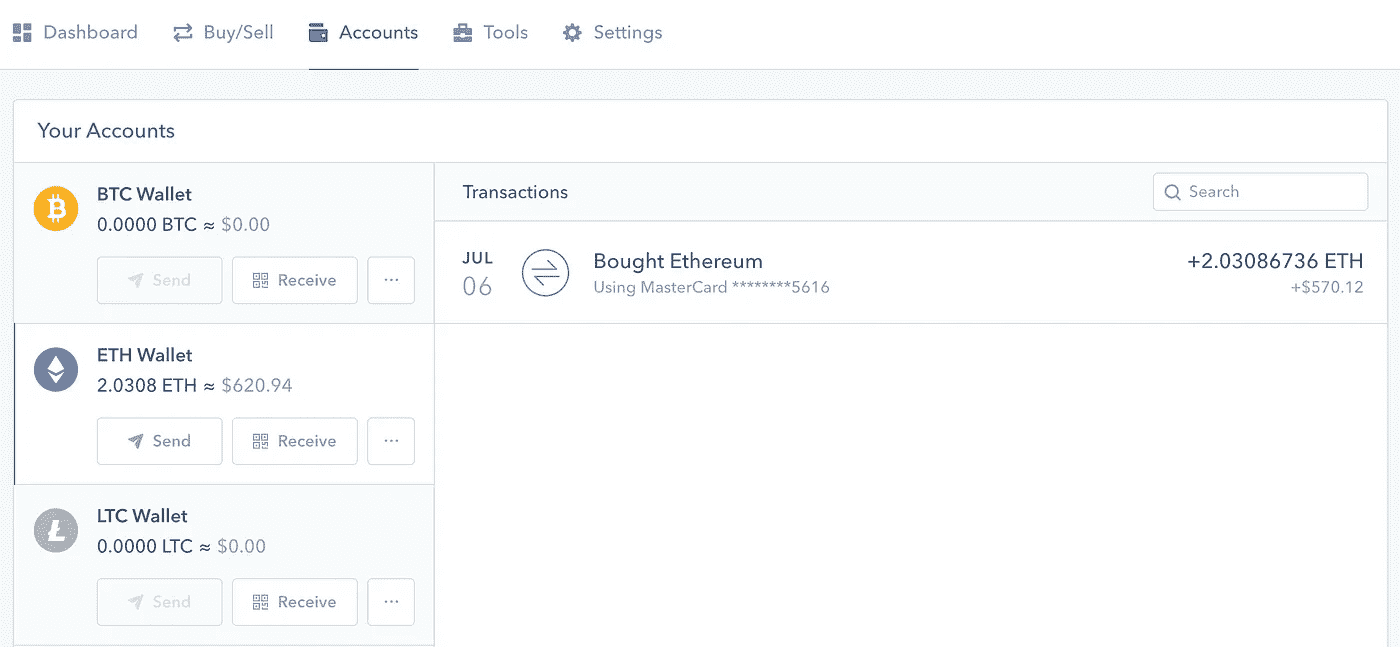 Dashboard
Buy/Sell
Accounts
Tools
Settings
Your Accounts
BTC Wallet
0.0000 BTC ≈ $0.00
Send
Receive
...
ETH Wallet
2.0308 ETH ≈ $620.94
Send
Receive
...
LTC Wallet
0.0000 LTC ≈ $0.00
Send
Receive
...
Transactions
Search
JUL
06
Bought Ethereum
Using MasterCard ********5616
+2.03086736 ETH
+$570.12